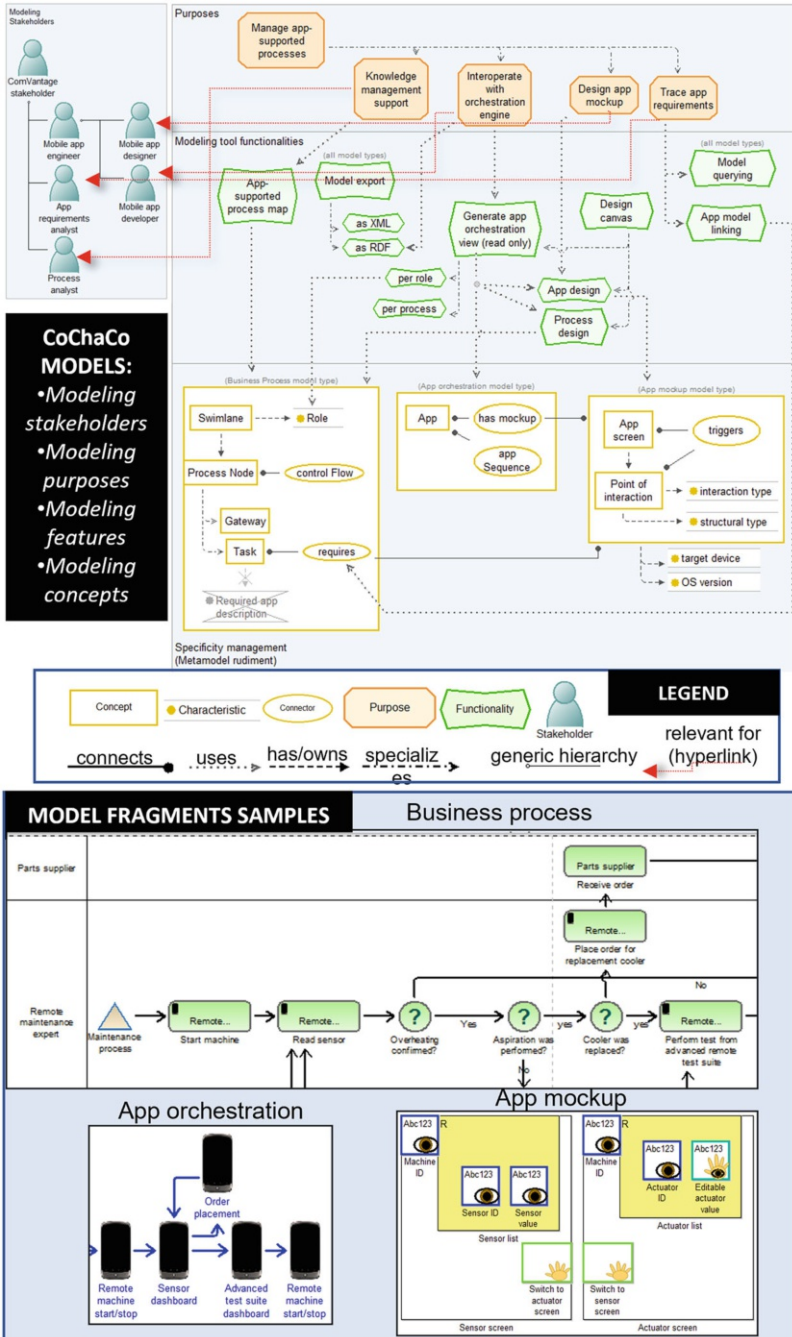 Modeling
Stakeholders
ComVantage
stakeholder
Mobile app
engineer
Mobile app
designer
App
requirements
analyst
Mobile app
developer
Process
analyst
Purposes
Manage app-
supported
processes
Knowledge
management
support
Interoperate
with
orchestration
engine
Design app
mockup
Trace app
requirements
Modeling tool functionalities
(all model types)
(all model types)
App-
supported
process map
Model export
as XML
as RDF
Generate app
orchestration
view (read only)
Design
canvas
Model
querying
App model
linking
per role
per process
App design
Process
design
CoChaCo
MODELS:
•Modeling
stakeholders
•Modeling
purposes
•Modeling
features
•Modeling
concepts
(Business Process model type)
Swimlane
Role
Process Node
control Flow
Gateway
Task
requires
Required app
description
(App orchestration model type)
App
has mockup
app
Sequence
(App mockup model type)
App
screen
triggers
Point of
interaction
interaction type
structural type
target device
OS version
Specificity management
(Metamodel rudiment)
LEGEND
Concept
Characteristic
Connector
Purpose
Functionality
Stakeholder
relevant for
(hyperlink)
connects
uses
has/owns
specializ
es
generic hierarchy
MODEL FRAGMENTS SAMPLES
Business process
Parts supplier
Parts supplier
Receive order
Remote...
Place order for
replacement cooler
No
Remote
maintenance
expert
Maintenance
process
Remote...
Start machine
Remote...
Read sensor
?
Overheating
confirmed?
Yes
?
Aspiration was
performed?
yes
?
Cooler was
replaced?
yes
Remote...
Perform test from
advanced remote
test suite
No
App orchestration
Order
placement
Remote
machine
start/stop
Sensor
dashboard
Advanced
test suite
dashboard
Remote
machine
start/stop
App mockup
Abc123
Machine
ID
R
Abc123
Sensor ID
Abc123
Sensor
value
Sensor list
Switch to
actuator
screen
Sensor screen
Abc123
Machine
ID
R
Abc123
Actuator
ID
Abc123
Editable
actuator
value
Actuator list
Switch to
sensor
screen
Actuator screen